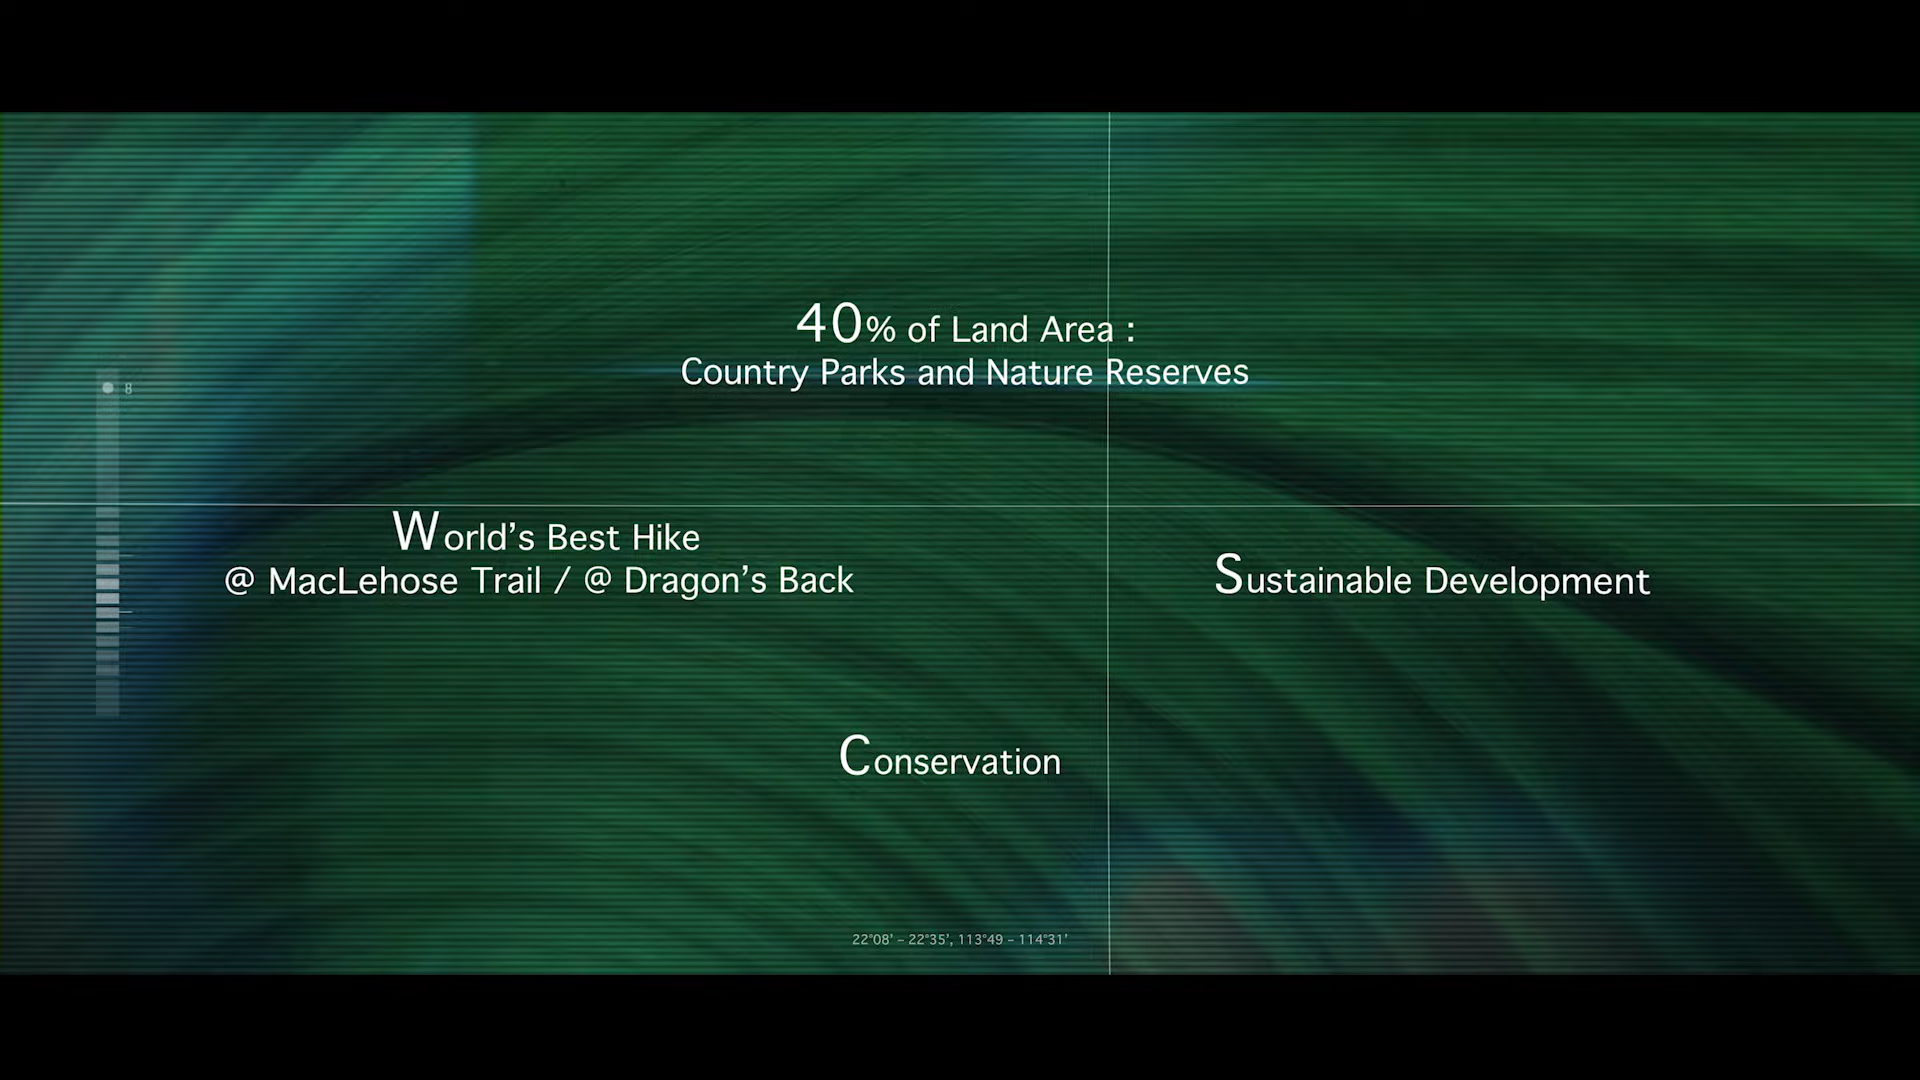 40% of Land Area :
Country Parks and Nature Reserves
8
World’s Best Hike
@ MacLehose Trail / @ Dragon’s Back
Sustainable Development
Conservation
22°08’ – 22°35’, 113°49 – 114°31’